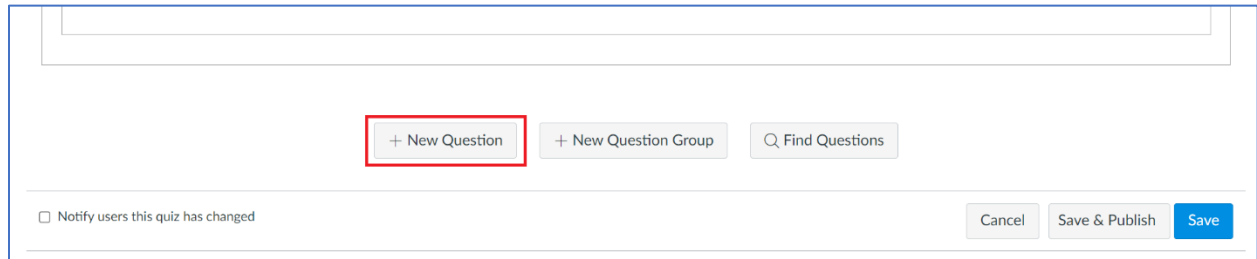 + New Question
+ New Question Group
Find Questions
Notify users this quiz has changed
Cancel
Save & Publish
Save